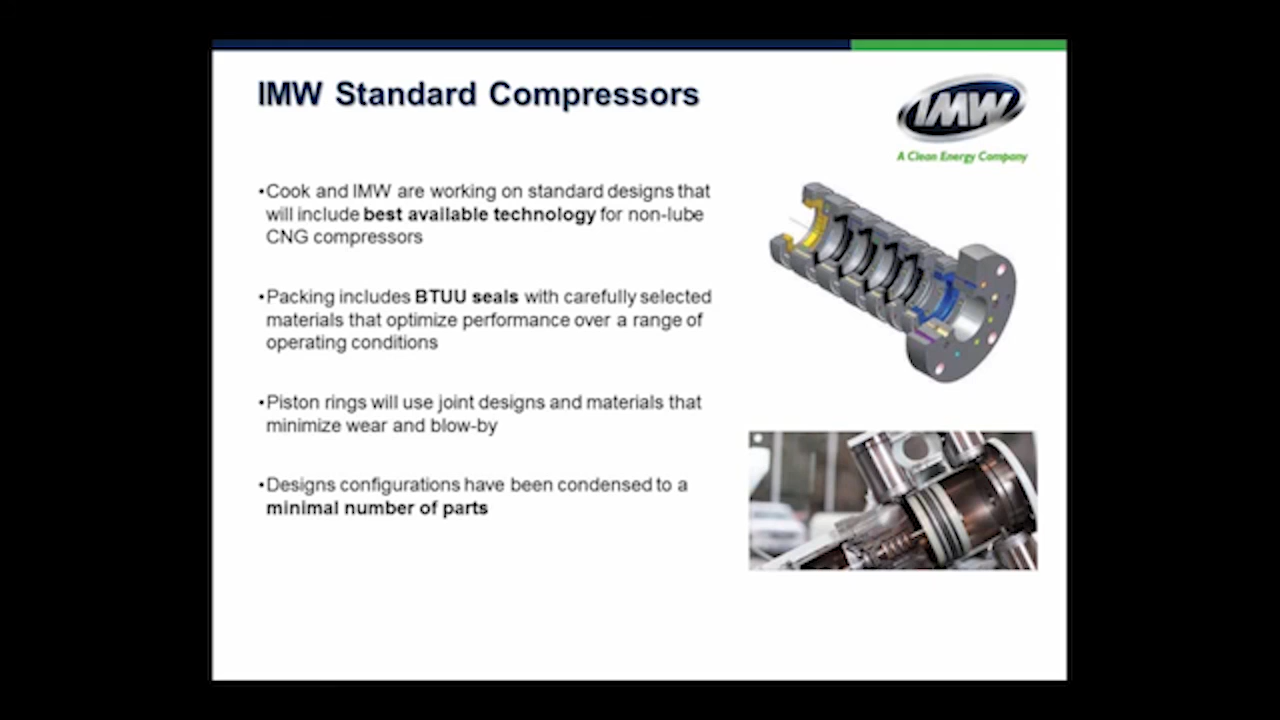 IMW Standard Compressors
IMW
A Clean Energy Company
•Cook and IMW are working on standard designs that
will include best available technology for non-lube
CNG compressors
•Packing includes BTUU seals with carefully selected
materials that optimize performance over a range of
operating conditions
•Piston rings will use joint designs and materials that
minimize wear and blow-by
•Designs configurations have been condensed to a
minimal number of parts